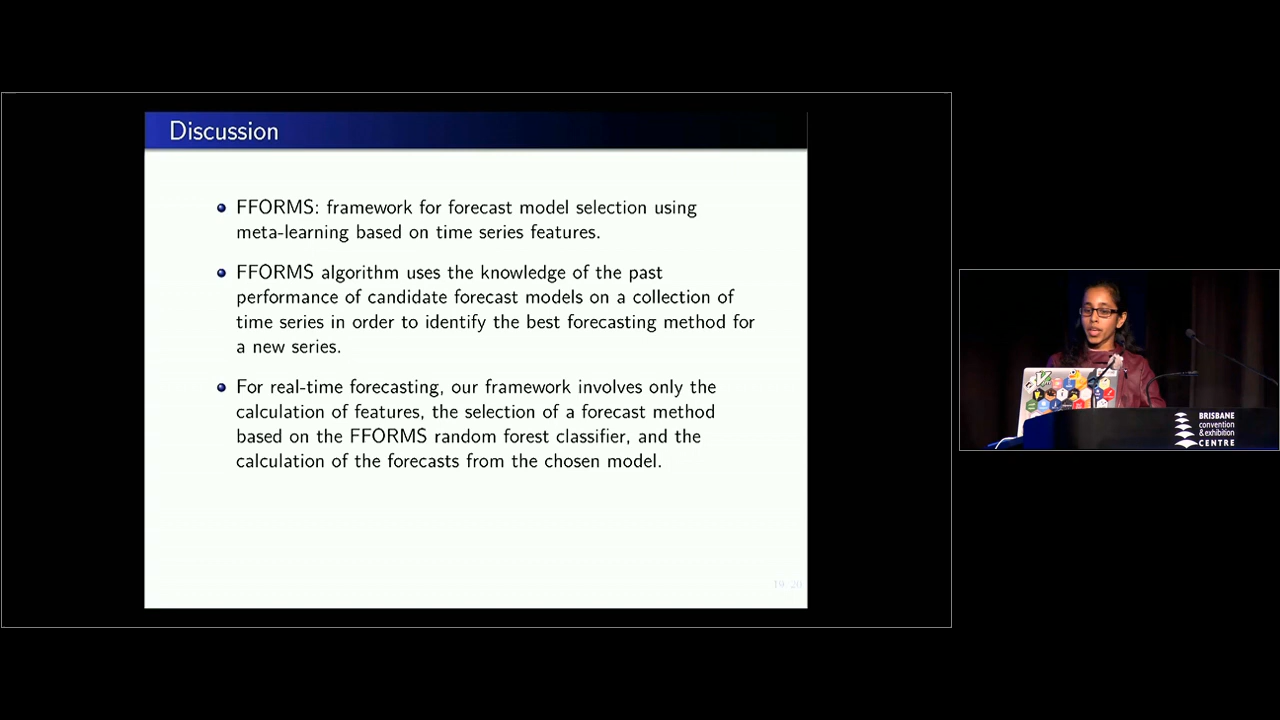 Discussion
FFORMS: framework for forecast model selection using
meta-learning based on time series features.
FFORMS algorithm uses the knowledge of the past
performance of candidate forecast models on a collection of
time series in order to identify the best forecasting method for
a new series.
For real-time forecasting, our framework involves only the
calculation of features, the selection of a forecast method
based on the FFORMS random forest classifier, and the
calculation of the forecasts from the chosen model.
BRISBANE
convention
& exhibition
CENTRE